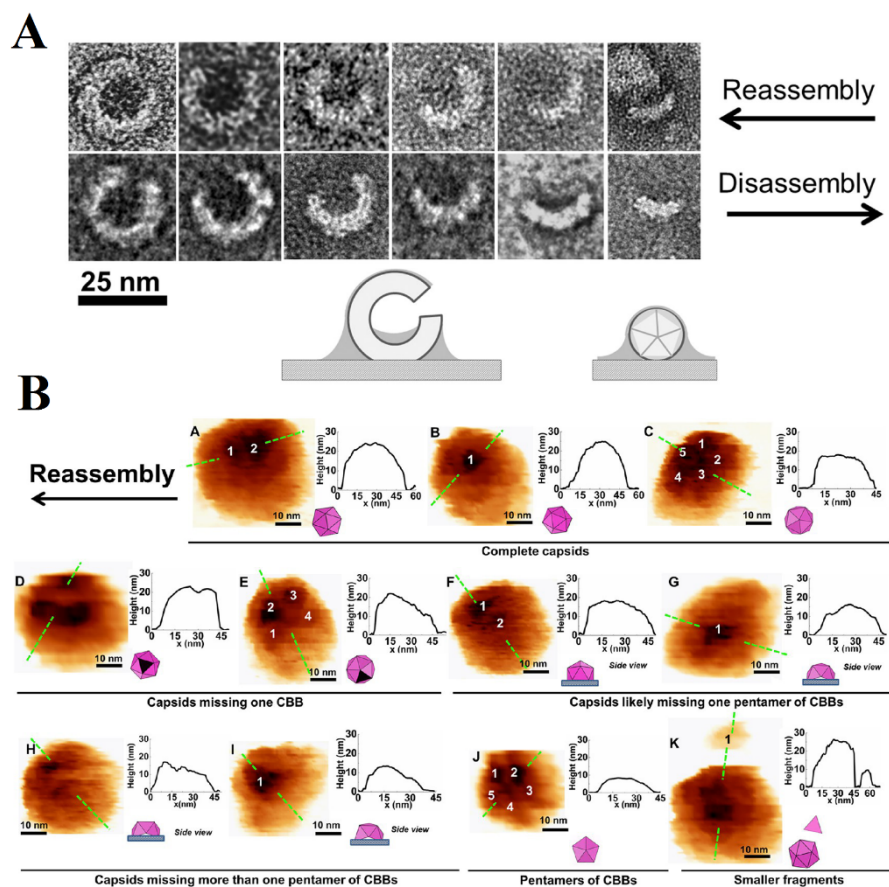 A
Reassembly
Disassembly
25 nm
B
Reassembly
A
1 2
10 nm
Height (nm)
30
20
10
0
0 15 30 45 60
x (nm)
B
1
10 nm
Height (nm)
30
20
10
0
0 15 30 45 60
x (nm)
C
5 1
2
4 3
10 nm
Height (nm)
30
20
10
0
0 15 30 45
x (nm)
Complete capsids
D
10 nm
Height (nm)
30
20
10
0
0 15 30 45
x (nm)
E
3
2
4
1
10 nm
Height (nm)
30
20
10
0
0 15 30 45
x (nm)
Capsids missing one CBB
F
1
2
10 nm
Height (nm)
30
20
10
0
0 15 30 45
x (nm)
Side view
G
1
10 nm
Height (nm)
30
20
10
0
0 15 30 45
x (nm)
Side view
Capsids likely missing one pentamer of CBBs
H
10 nm
Height (nm)
30
20
10
0
0 15 30 45
x(nm)
Side view
I
1
10 nm
Height (nm)
30
20
10
0
0 15 30 45
x (nm)
Side view
Capsids missing more than one pentamer of CBBs
J
1 2
3
5
4
10 nm
Height (nm)
30
20
10
0
0 15 30 45
x (nm)
Pentamers of CBBs
K
1
10 nm
Height (nm)
30
20
10
0
0 15 30 45 60
x (nm)
Smaller fragments